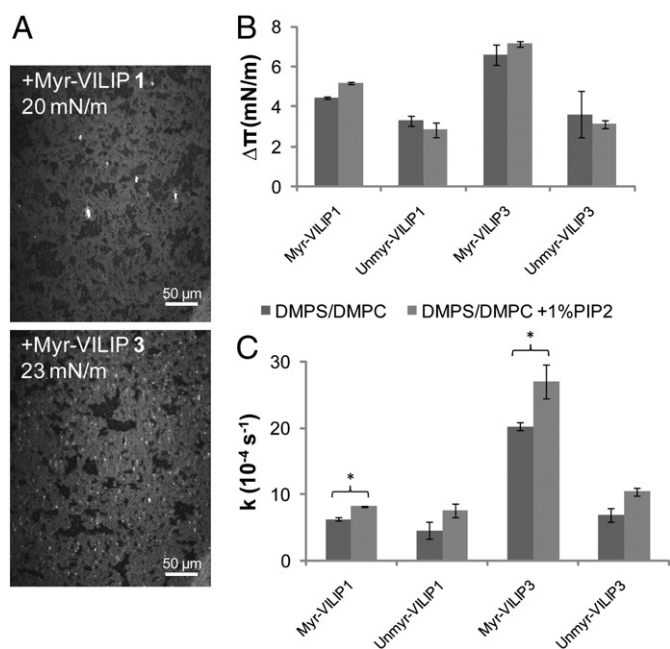 A
+Myr-VILIP 1
20 mN/m
50 µm
+Myr-VILIP 3
23 mN/m
50 µm
B
Δπ(mN/m)
8
6
4
2
0
Myr-VILIP1
Unmyr-VILIP1
Myr-VILIP3
Unmyr-VILIP3
DMPS/DMPC
DMPS/DMPC +1%PIP2
C
k (10⁻⁴ s⁻¹)
30
20
10
0
*
*
Myr-VILIP1
Unmyr-VILIP1
Myr-VILIP3
Unmyr-VILIP3